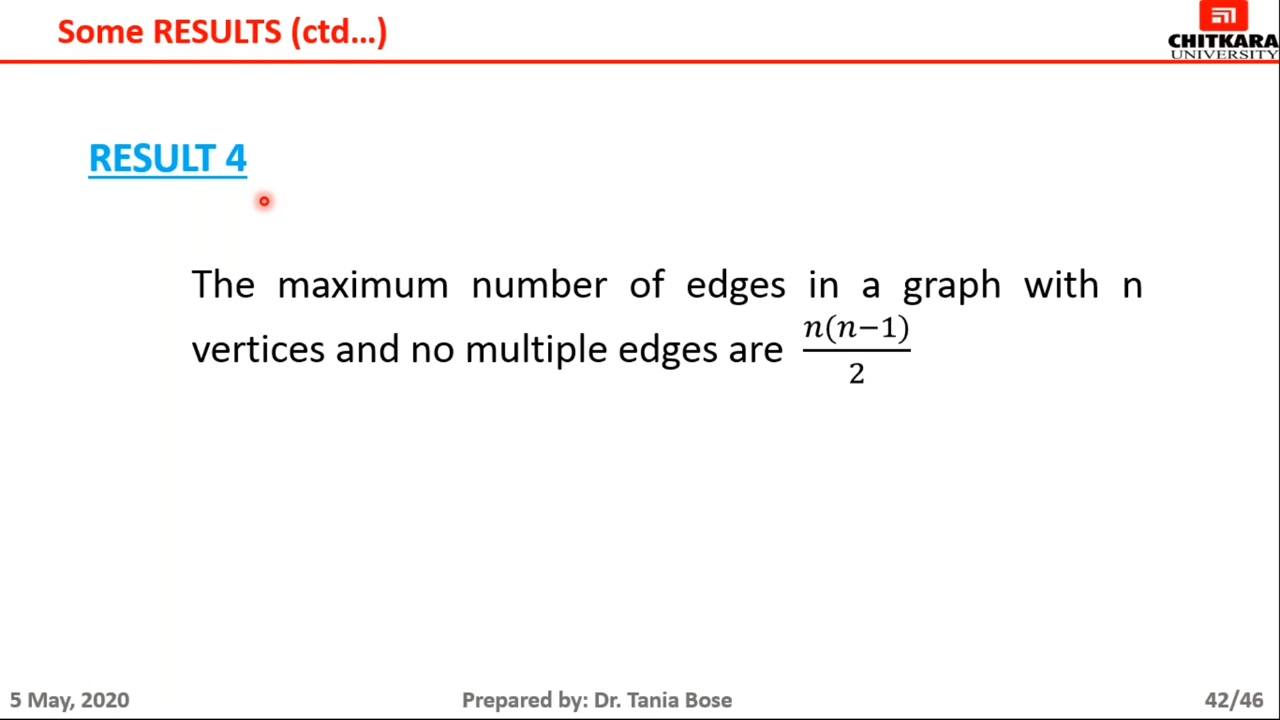 Some RESULTS (ctd...)
CHITKARA
UNIVERSITY
RESULT 4
The maximum number of edges in a graph with n
vertices and no multiple edges are n(n−1)/2
5 May, 2020
Prepared by: Dr. Tania Bose
42/46